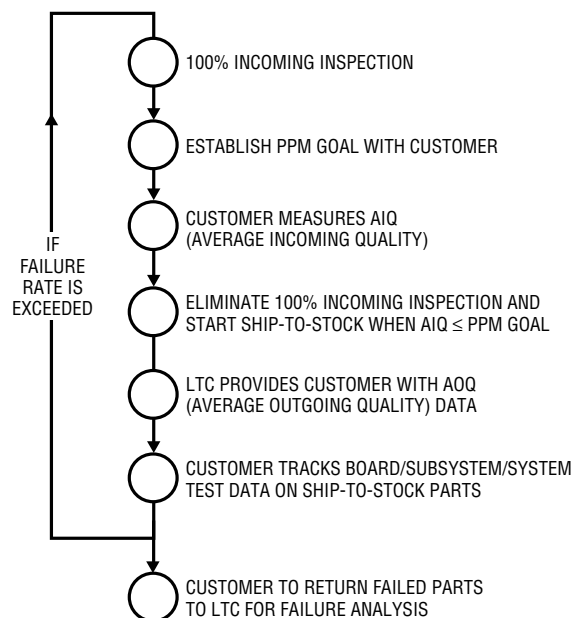 100% INCOMING INSPECTION
ESTABLISH PPM GOAL WITH CUSTOMER
CUSTOMER MEASURES AIQ
(AVERAGE INCOMING QUALITY)
IF
FAILURE
RATE IS
EXCEEDED
ELIMINATE 100% INCOMING INSPECTION AND
START SHIP-TO-STOCK WHEN AIQ ≤ PPM GOAL
LTC PROVIDES CUSTOMER WITH AOQ
(AVERAGE OUTGOING QUALITY) DATA
CUSTOMER TRACKS BOARD/SUBSYSTEM/SYSTEM
TEST DATA ON SHIP-TO-STOCK PARTS
CUSTOMER TO RETURN FAILED PARTS
TO LTC FOR FAILURE ANALYSIS